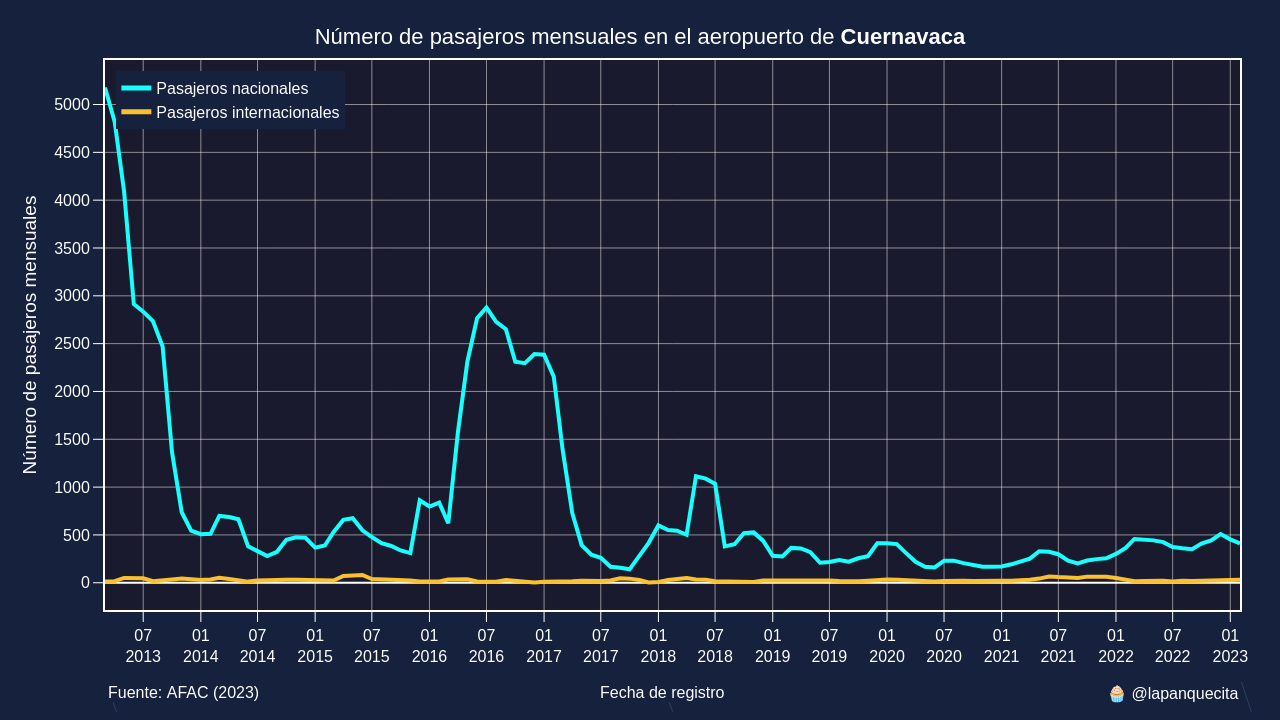 Número de pasajeros mensuales en el aeropuerto de Cuernavaca
Pasajeros nacionales
Pasajeros internacionales
Número de pasajeros mensuales
5000
4500
4000
3500
3000
2500
2000
1500
1000
500
0
07 01 07 01 07 01 07 01 07 01 07 01 07 01 07 01 07 01 07 01
2013 2014 2014 2015 2015 2016 2016 2017 2017 2018 2018 2019 2019 2020 2020 2021 2021 2022 2022 2023
Fuente: AFAC (2023) Fecha de registro 🧁 @lapanquecita